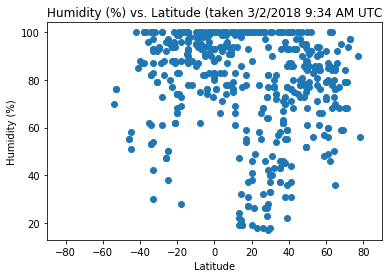 Humidity (%) vs. Latitude (taken 3/2/2018 9:34 AM UTC
Humidity (%)
100
80
60
40
20
−80 −60 −40 −20 0 20 40 60 80
Latitude